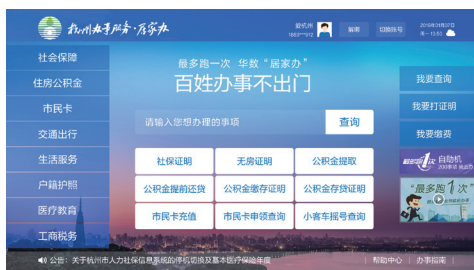 杭州办事服务·居家办
爱杭州
切换账号
社会保障
住房公积金
市民卡
交通出行
生活服务
户籍护照
医疗教育
工商税务
最多跑一次 华数“居家办”
百姓办事不出门
请输入您想办理的事项
查询
社保证明
无房证明
公积金提取
公积金提前还贷
公积金缴存证明
公积金存贷证明
市民卡充值
市民卡申领查询
小客车摇号查询
我要查询
我要打证明
我要缴费
自助机
“最多跑1次”
公告:关于杭州市人力社保信息系统的停机切换及基本医疗保险年度
帮助中心
办事指南